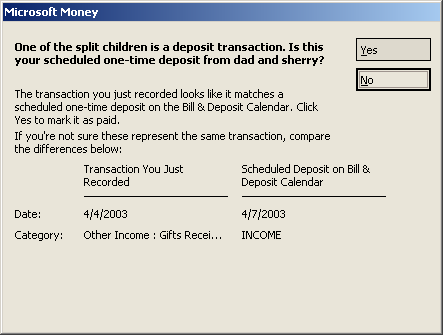 Microsoft Money
One of the split children is a deposit transaction. Is this
your scheduled one-time deposit from dad and sherry?
Yes
No
The transaction you just recorded looks like it matches a
scheduled one-time deposit on the Bill & Deposit Calendar. Click
Yes to mark it as paid.
If you're not sure these represent the same transaction, compare
the differences below:
Transaction You Just
Recorded
Scheduled Deposit on Bill &
Deposit Calendar
Date: 4/4/2003 4/7/2003
Category: Other Income : Gifts Recei... INCOME